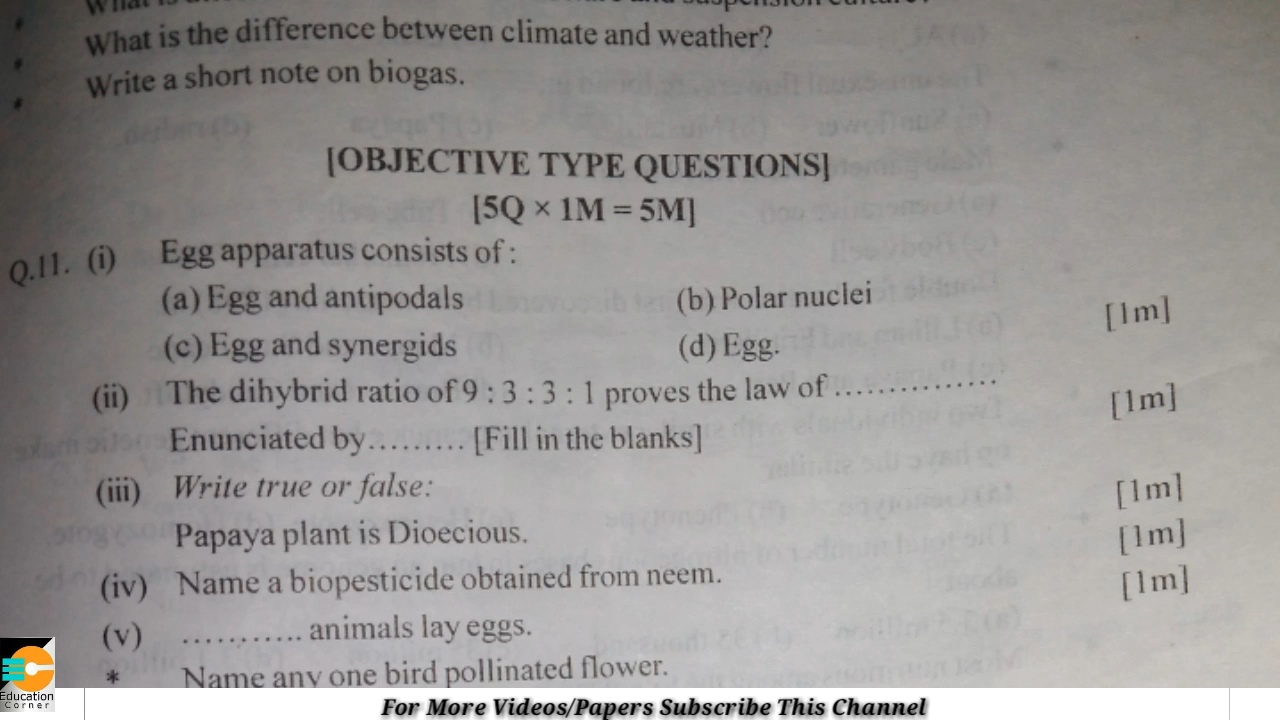 and suspension culture?
What is the difference between climate and weather?
Write a short note on biogas.
[OBJECTIVE TYPE QUESTIONS]
[5Q × 1M = 5M]
Q.11. (i) Egg apparatus consists of :
(a) Egg and antipodals (b) Polar nuclei
(c) Egg and synergids (d) Egg. [1m]
(ii) The dihybrid ratio of 9 : 3 : 3 : 1 proves the law of .............
Enunciated by......... [Fill in the blanks] [1m]
(iii) Write true or false:
Papaya plant is Dioecious. [1m]
(iv) Name a biopesticide obtained from neem. [1m]
(v) ........... animals lay eggs. [1m]
* Name any one bird pollinated flower.
Education
Corner
For More Videos/Papers Subscribe This Channel